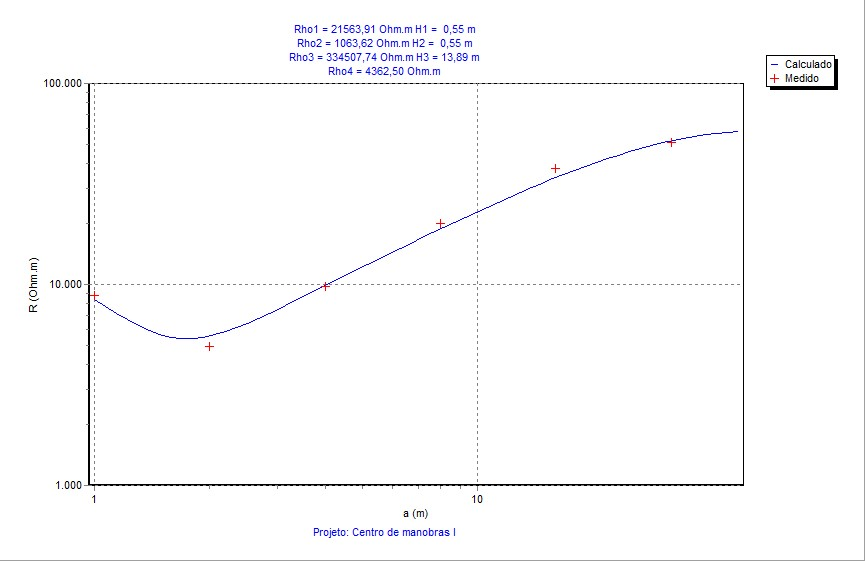 Rho1 = 21563,91 Ohm.m H1 =  0,55 m
Rho2 = 1063,62 Ohm.m H2 =  0,55 m
Rho3 = 334507,74 Ohm.m H3 = 13,89 m
Rho4 = 4362,50 Ohm.m
Calculado
Medido
100.000
10.000
1.000
R (Ohm.m)
1
10
a (m)
Projeto: Centro de manobras I